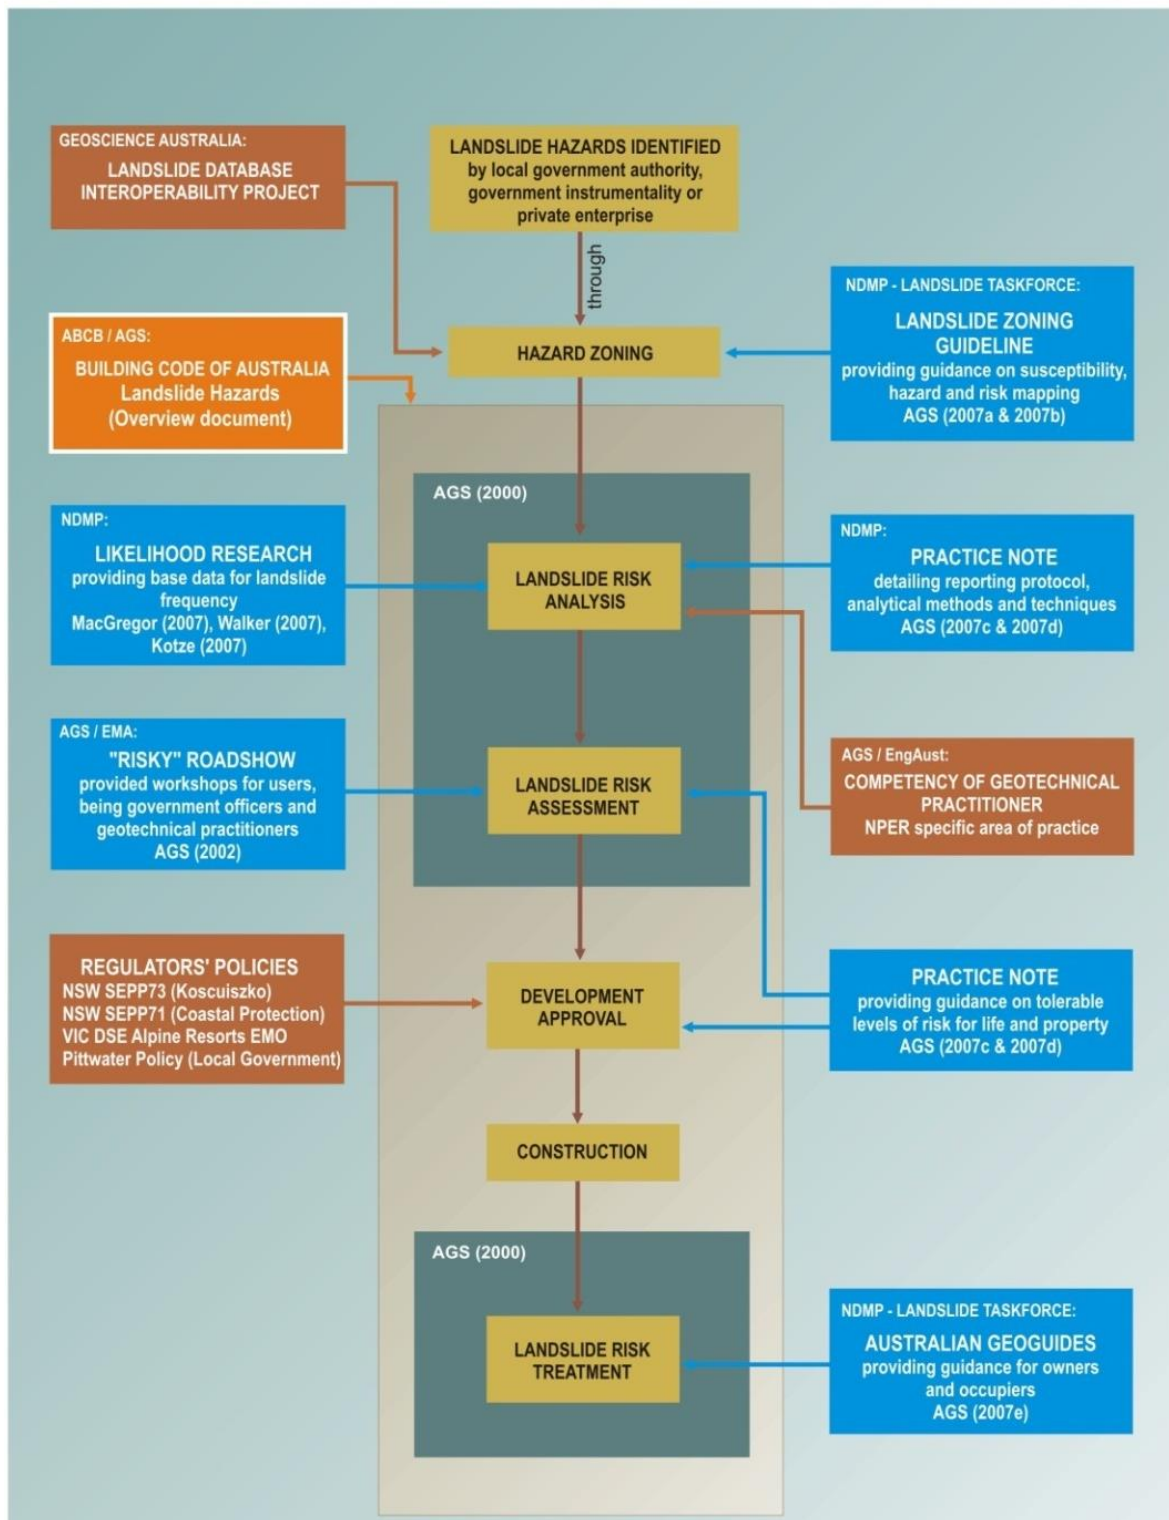 GEOSCIENCE AUSTRALIA:
LANDSLIDE DATABASE
INTEROPERABILITY PROJECT
LANDSLIDE HAZARDS IDENTIFIED
by local government authority,
government instrumentality or
private enterprise
through
NDMP - LANDSLIDE TASKFORCE:
LANDSLIDE ZONING
GUIDELINE
providing guidance on susceptibility,
hazard and risk mapping
AGS (2007a & 2007b)
HAZARD ZONING
ABCB / AGS:
BUILDING CODE OF AUSTRALIA
Landslide Hazards
(Overview document)
AGS (2000)
NDMP:
LIKELIHOOD RESEARCH
providing base data for landslide
frequency
MacGregor (2007), Walker (2007),
Kotze (2007)
LANDSLIDE RISK
ANALYSIS
NDMP:
PRACTICE NOTE
detailing reporting protocol,
analytical methods and techniques
AGS (2007c & 2007d)
AGS / EMA:
"RISKY" ROADSHOW
provided workshops for users,
being government officers and
geotechnical practitioners
AGS (2002)
LANDSLIDE RISK
ASSESSMENT
AGS / EngAust:
COMPETENCY OF GEOTECHNICAL
PRACTITIONER
NPER specific area of practice
REGULATORS' POLICIES
NSW SEPP73 (Koscuiszko)
NSW SEPP71 (Coastal Protection)
VIC DSE Alpine Resorts EMO
Pittwater Policy (Local Government)
DEVELOPMENT
APPROVAL
PRACTICE NOTE
providing guidance on tolerable
levels of risk for life and property
AGS (2007c & 2007d)
CONSTRUCTION
AGS (2000)
LANDSLIDE RISK
TREATMENT
NDMP - LANDSLIDE TASKFORCE:
AUSTRALIAN GEOGUIDES
providing guidance for owners
and occupiers
AGS (2007e)